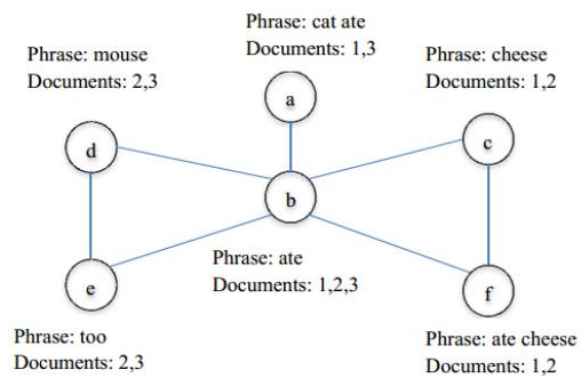 Phrase: cat ate
Documents: 1,3
Phrase: mouse
Documents: 2,3
Phrase: cheese
Documents: 1,2
a
d
c
b
Phrase: ate
Documents: 1,2,3
e
f
Phrase: too
Documents: 2,3
Phrase: ate cheese
Documents: 1,2